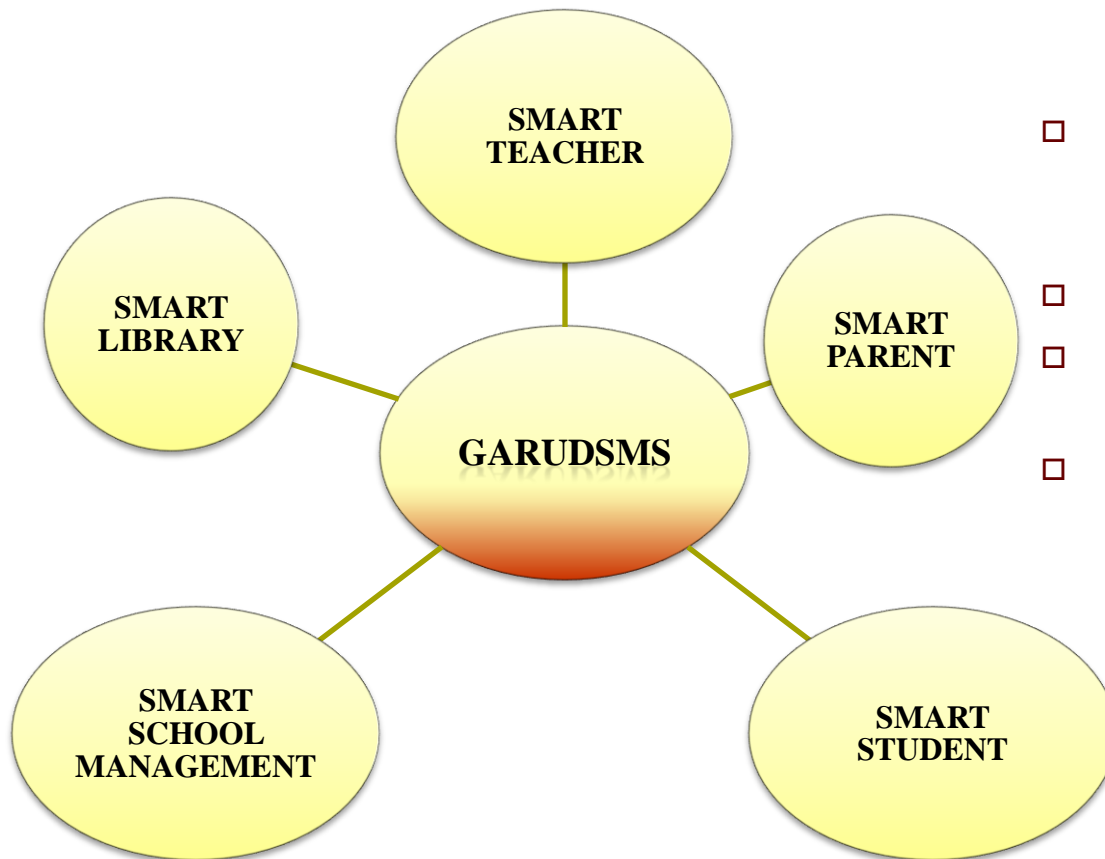 SMART
TEACHER
SMART
LIBRARY
SMART
PARENT
GARUDSMS
SMART
SCHOOL
MANAGEMENT
SMART
STUDENT